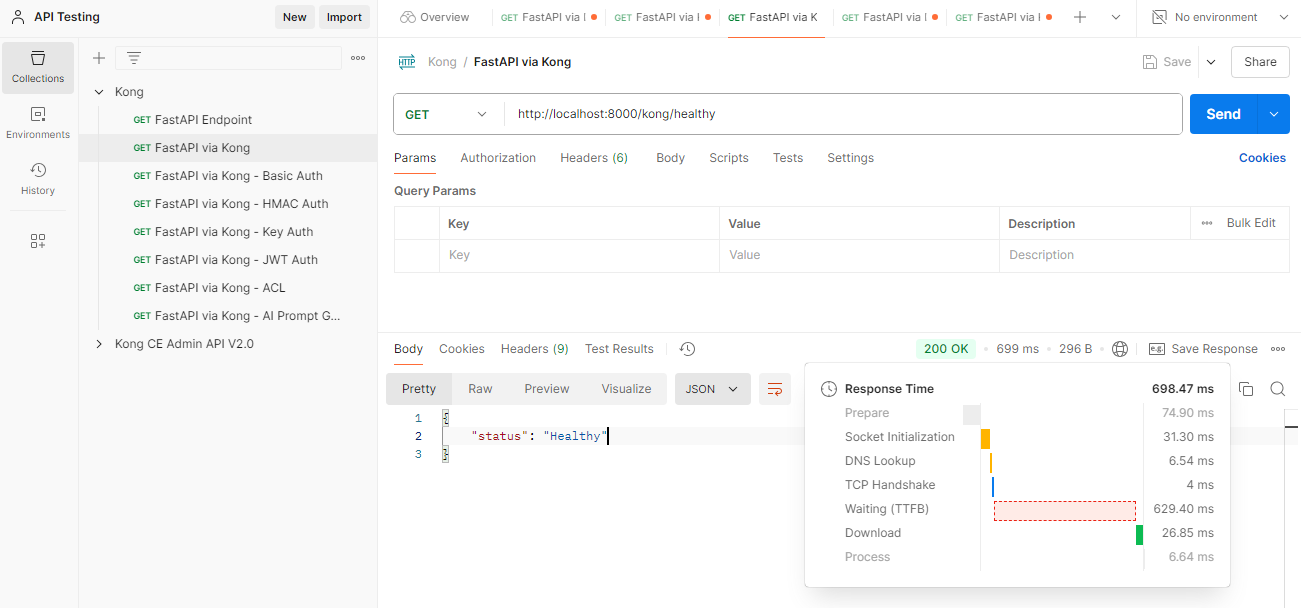 API Testing
New
Import
Overview
GET FastAPI via
GET FastAPI via
GET FastAPI via K
GET FastAPI via
GET FastAPI via
No environment
Collections
Environments
History
Kong
GET FastAPI Endpoint
GET FastAPI via Kong
GET FastAPI via Kong - Basic Auth
GET FastAPI via Kong - HMAC Auth
GET FastAPI via Kong - Key Auth
GET FastAPI via Kong - JWT Auth
GET FastAPI via Kong - ACL
GET FastAPI via Kong - AI Prompt G...
Kong CE Admin API V2.0
HTTP Kong / FastAPI via Kong
Save
Share
GET http://localhost:8000/kong/healthy
Send
Params Authorization Headers (6) Body Scripts Tests Settings
Cookies
Query Params
Key Value Description
Bulk Edit
Key Value Description
Body Cookies Headers (9) Test Results
200 OK • 699 ms • 296 B •
e.g. Save Response
Pretty Raw Preview Visualize JSON
1 {
2 "status": "Healthy"
3 }
Response Time 698.47 ms
Prepare 74.90 ms
Socket Initialization 31.30 ms
DNS Lookup 6.54 ms
TCP Handshake 4 ms
Waiting (TTFB) 629.40 ms
Download 26.85 ms
Process 6.64 ms